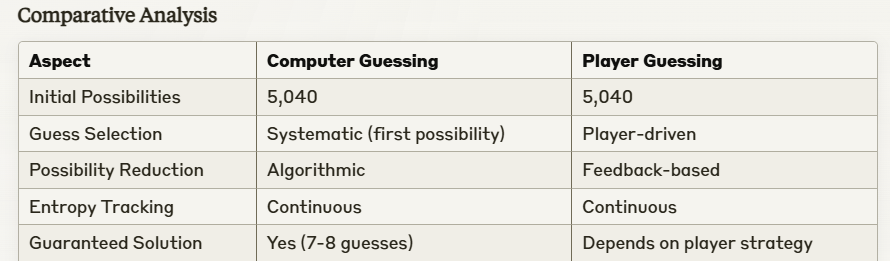 Comparative Analysis
Aspect Computer Guessing Player Guessing
Initial Possibilities 5,040 5,040
Guess Selection Systematic (first possibility) Player-driven
Possibility Reduction Algorithmic Feedback-based
Entropy Tracking Continuous Continuous
Guaranteed Solution Yes (7-8 guesses) Depends on player strategy